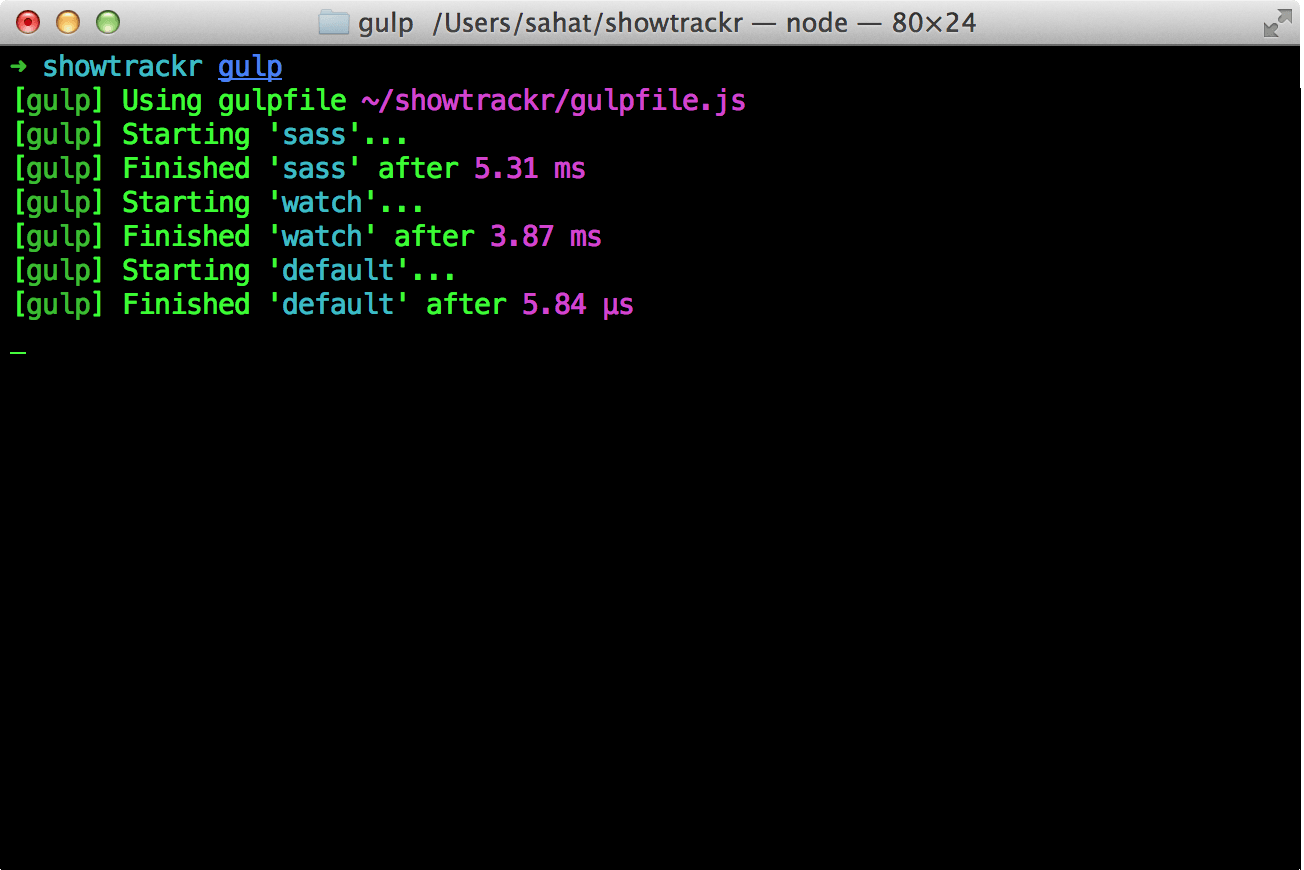 gulp /Users/sahat/showtrackr — node — 80×24
➜ showtrackr gulp
[gulp] Using gulpfile ~/showtrackr/gulpfile.js
[gulp] Starting 'sass'...
[gulp] Finished 'sass' after 5.31 ms
[gulp] Starting 'watch'...
[gulp] Finished 'watch' after 3.87 ms
[gulp] Starting 'default'...
[gulp] Finished 'default' after 5.84 μs